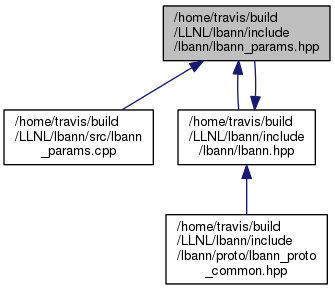 /home/travis/build
/LLNL/lbann/include
/lbann/lbann_params.hpp
/home/travis/build
/LLNL/lbann/src/lbann
_params.cpp
/home/travis/build
/LLNL/lbann/include
/lbann/lbann.hpp
/home/travis/build
/LLNL/lbann/include
/lbann/proto/lbann_proto
_common.hpp